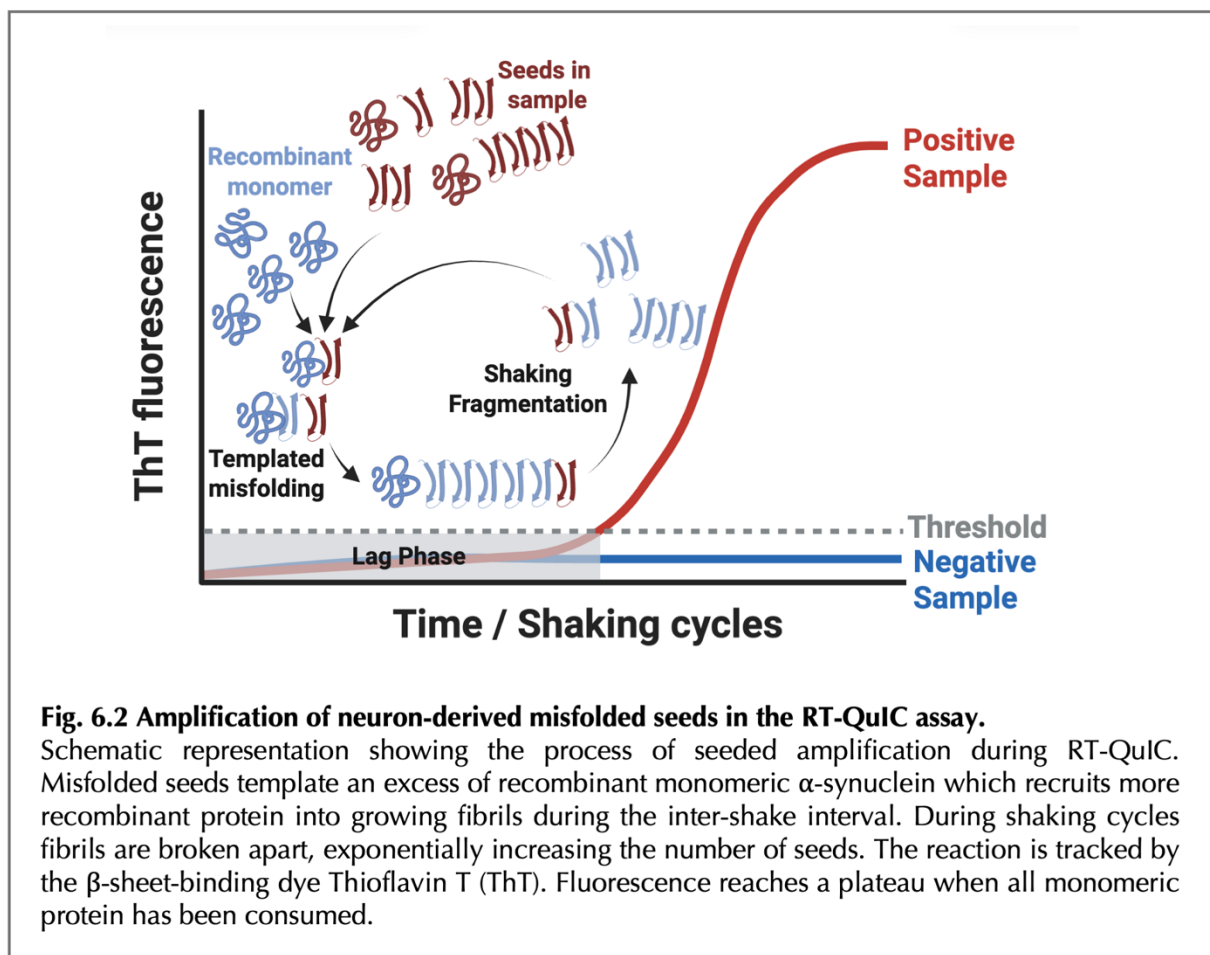 Seeds in
sample
Recombinant
monomer
Positive
Sample
ThT fluorescence
Shaking
Fragmentation
Templated
misfolding
Threshold
Lag Phase
Negative
Sample
Time / Shaking cycles
Fig. 6.2 Amplification of neuron-derived misfolded seeds in the RT-QuIC assay.
Schematic representation showing the process of seeded amplification during RT-QuIC.
Misfolded seeds template an excess of recombinant monomeric α-synuclein which recruits more
recombinant protein into growing fibrils during the inter-shake interval. During shaking cycles
fibrils are broken apart, exponentially increasing the number of seeds. The reaction is tracked by
the β-sheet-binding dye Thioflavin T (ThT). Fluorescence reaches a plateau when all monomeric
protein has been consumed.